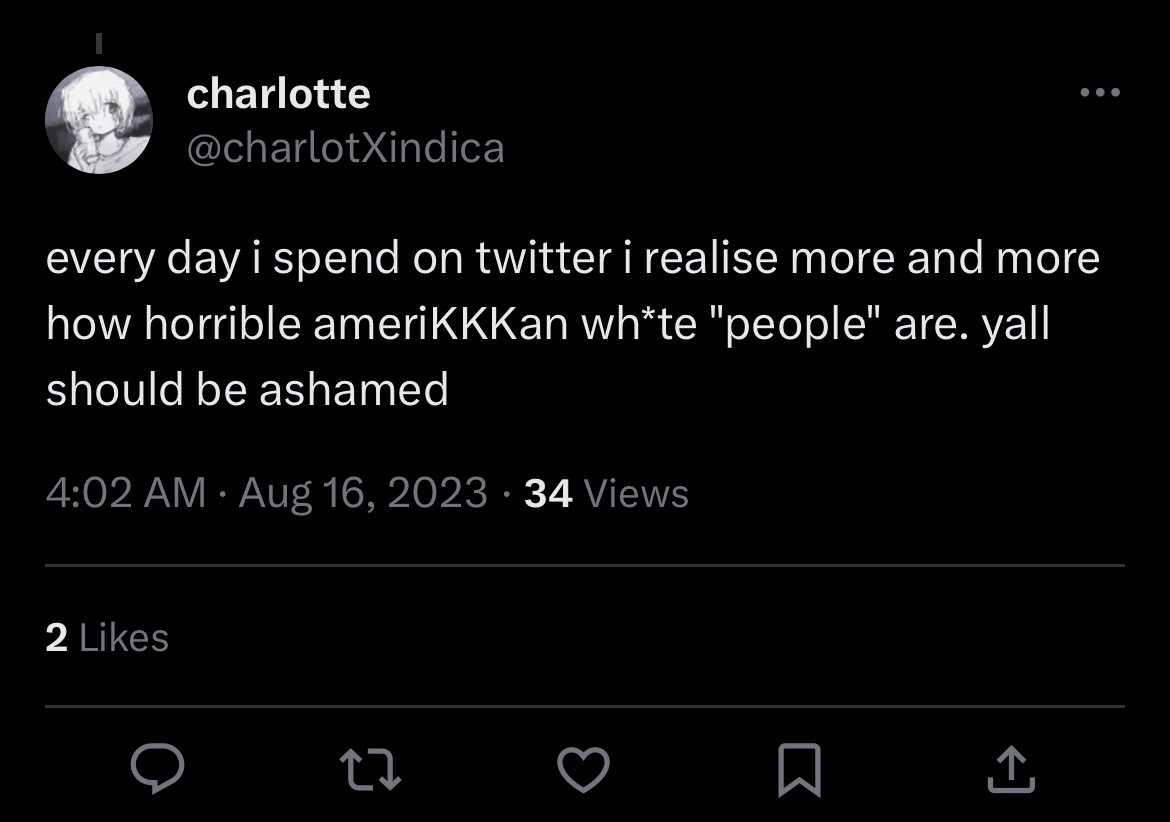 charlotte
@charlotXindica
every day i spend on twitter i realise more and more
how horrible ameriKKKan wh*te "people" are. yall
should be ashamed
4:02 AM · Aug 16, 2023 · 34 Views
2 Likes